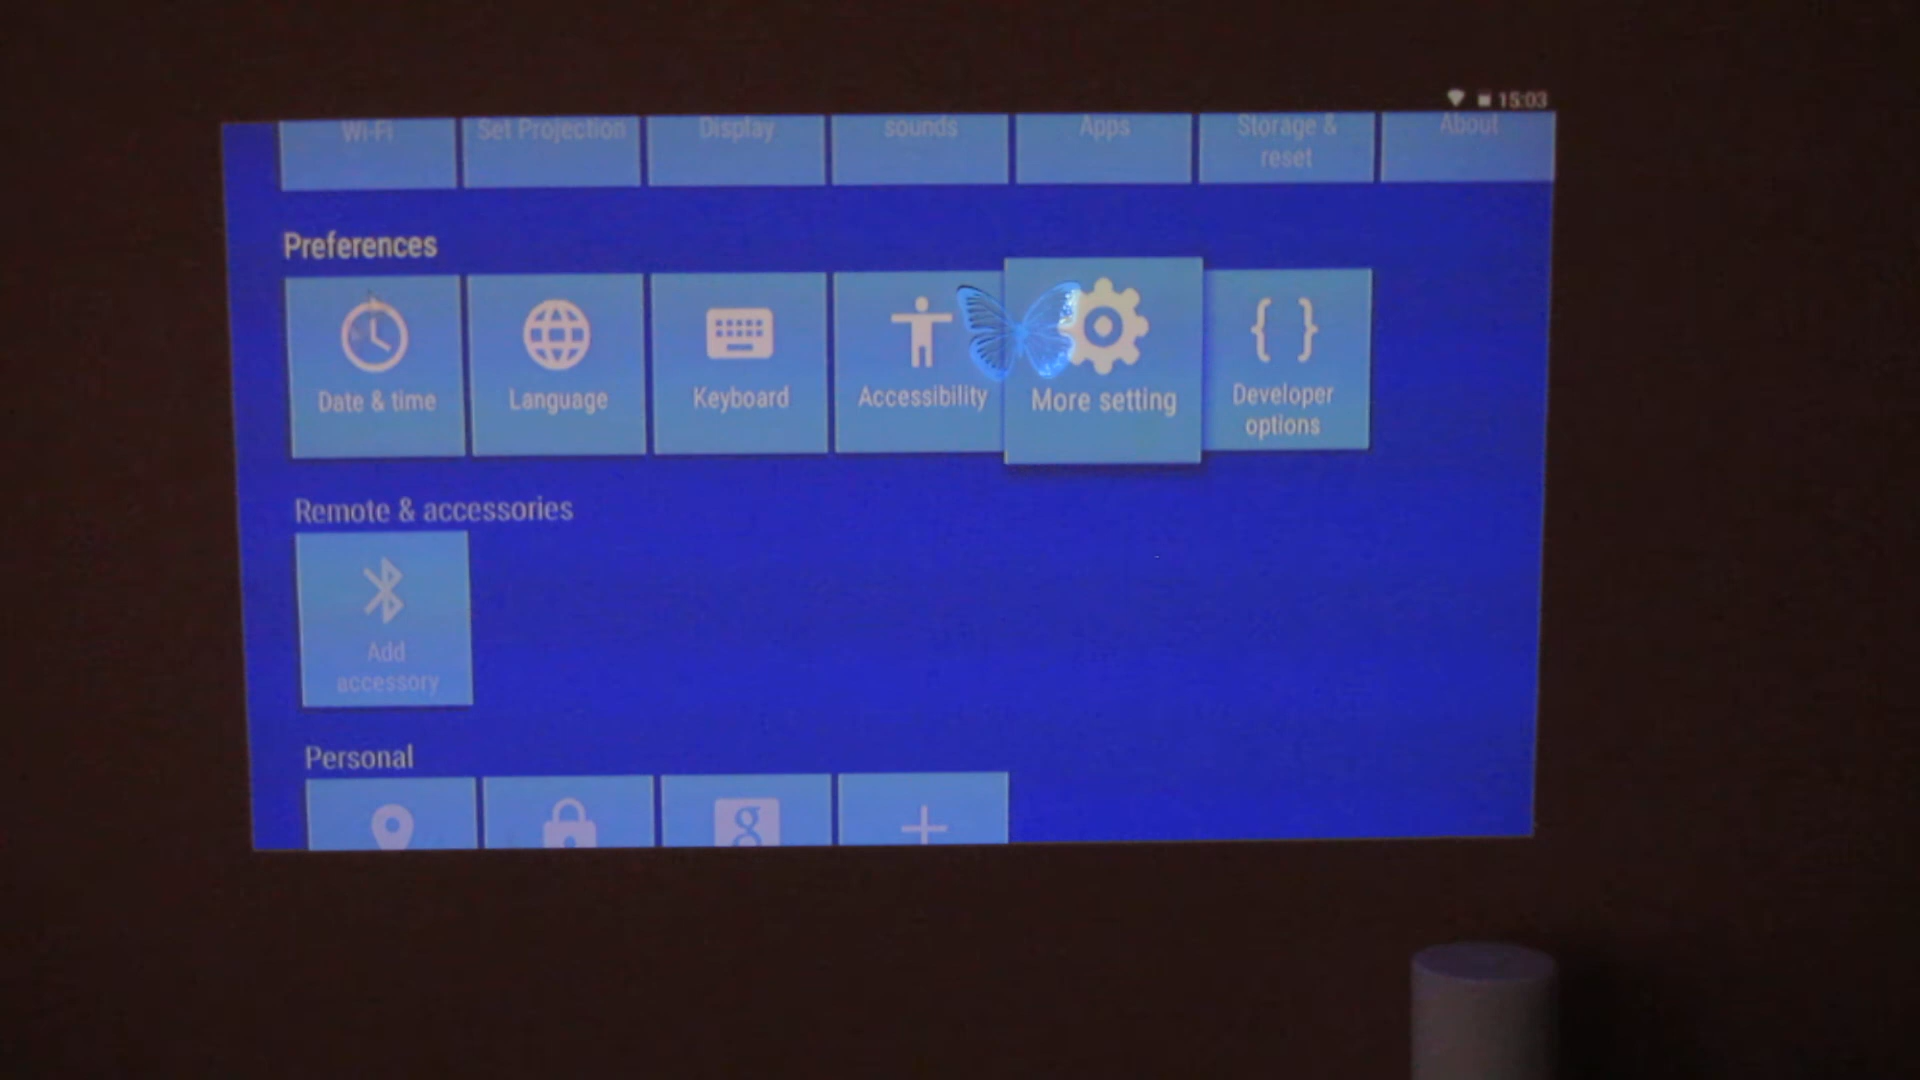 15:03
Wi-Fi
Set Projection
Display
sounds
Apps
Storage &
reset
About
Preferences
Date & time
Language
Keyboard
Accessibility
More setting
{ } Developer
options
Remote & accessories
Add
accessory
Personal
g